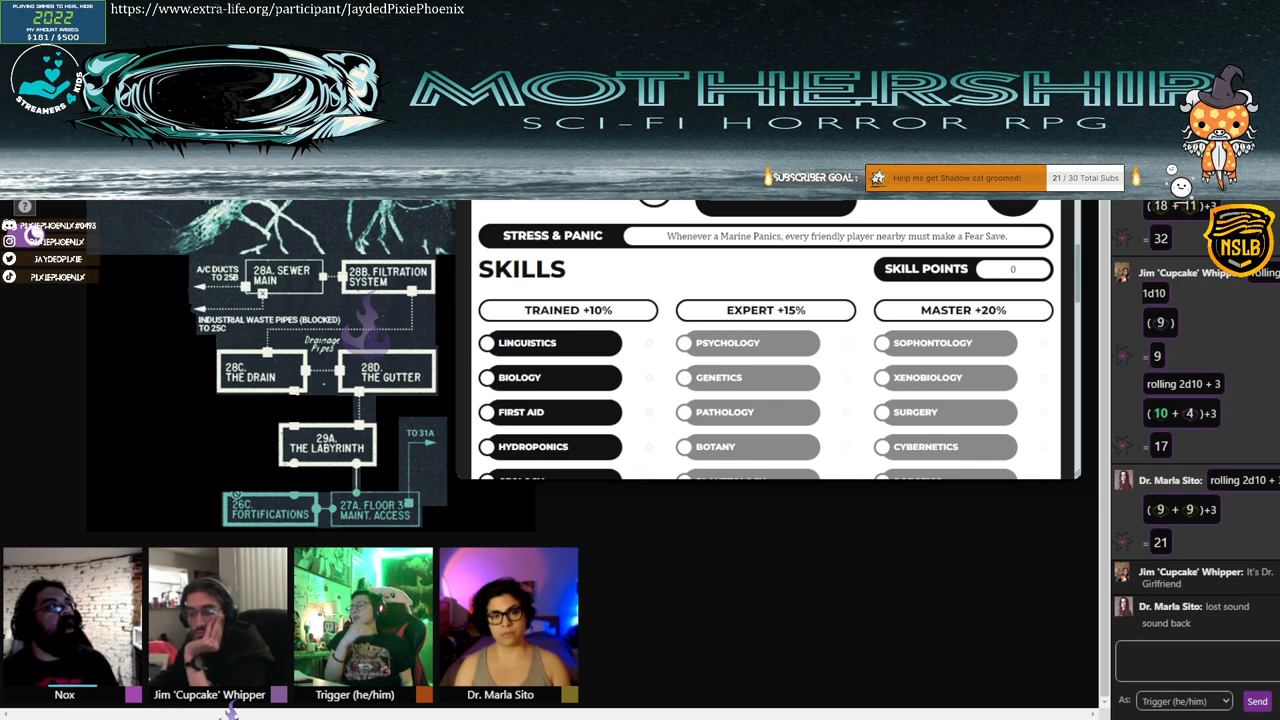 PLAYING GAMES TO HEAL KIDS!
2022
MY AMOUNT RAISED:
$181 / $500
https://www.extra-life.org/participant/JaydedPixiePhoenix
STREAMERS 4 KIDS
MOTHERSHIP
SCI-FI HORROR RPG
SUBSCRIBER GOAL :
Help me get Shadow cat groomed!
21 / 30 Total Subs
?
PIXIEPHOENIX#0493
PIXIEPHOENIX
JAYDEDPIXIE
PIXIEPHOENIX
A/C DUCTS
TO 25B
28A. SEWER
MAIN
28B. FILTRATION
SYSTEM
INDUSTRIAL WASTE PIPES (BLOCKED)
TO 25C
Drainage
Pipes
28C.
THE DRAIN
28D.
THE GUTTER
29A.
THE LABYRINTH
TO 31A
26C.
FORTIFICATIONS
27A. FLOOR 3
MAINT. ACCESS
STRESS & PANIC
Whenever a Marine Panics, every friendly player nearby must make a Fear Save.
SKILLS
SKILL POINTS
0
TRAINED +10%
EXPERT +15%
MASTER +20%
LINGUISTICS
PSYCHOLOGY
SOPHONTOLOGY
BIOLOGY
GENETICS
XENOBIOLOGY
FIRST AID
PATHOLOGY
SURGERY
HYDROPONICS
BOTANY
CYBERNETICS
(18 + 11)+3
= 32
NSLB
Jim 'Cupcake' Whipper: rolling
1d10
( 9 )
= 9
rolling 2d10 + 3
( 10 + 4 )+3
= 17
Dr. Marla Sito: rolling 2d10 +
( 9 + 9 )+3
= 21
Jim 'Cupcake' Whipper: It's Dr.
Girlfriend
Dr. Marla Sito: lost sound
sound back
As:
Trigger (he/him)
Send
Nox
Jim 'Cupcake' Whipper
Trigger (he/him)
Dr. Marla Sito